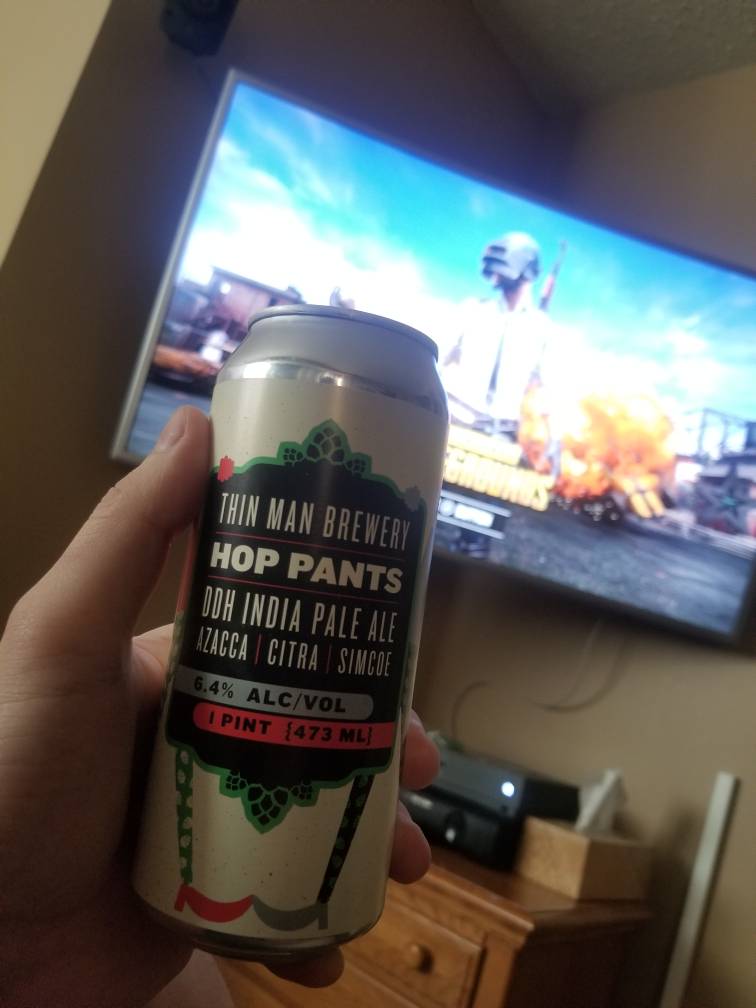 THIN MAN BREWERY
HOP PANTS
DDH INDIA PALE ALE
AZACCA | CITRA | SIMCOE
6.4% ALC/VOL
1 PINT {473 ML}